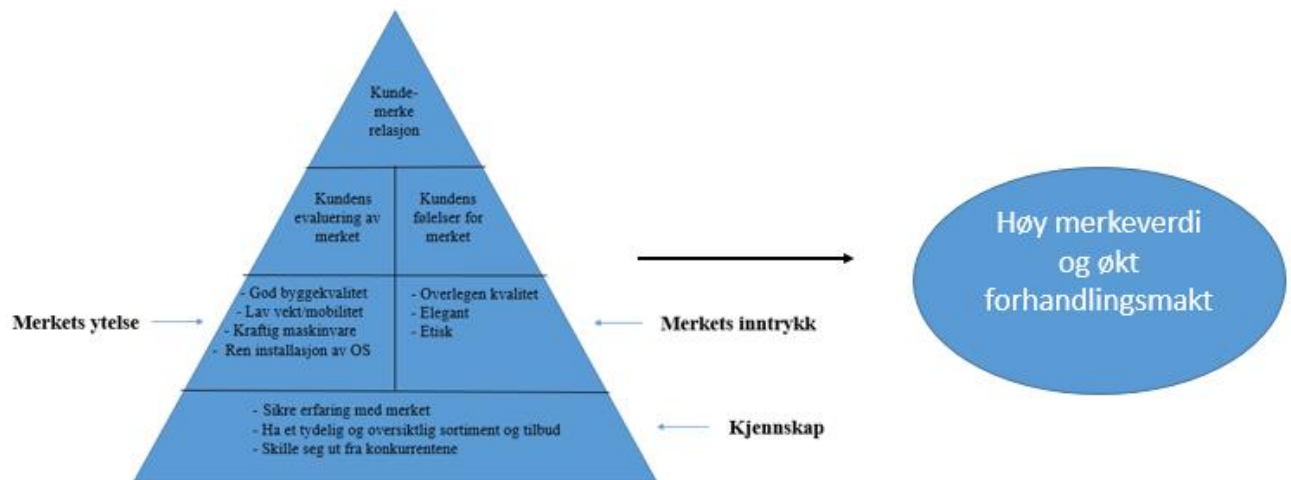 Kunde-
merke
relasjon
Kundens
evaluering av
merket
Kundens
følelser for
merket
- God byggekvalitet
- Lav vekt/mobilitet
- Kraftig maskinvare
- Ren installasjon av OS
- Overlegen kvalitet
- Elegant
- Etisk
Merkets ytelse
Merkets inntrykk
- Sikre erfaring med merket
- Ha et tydelig og oversiktlig sortiment og tilbud
- Skille seg ut fra konkurrentene
Kjennskap
Høy merkeverdi
og økt
forhandlingsmakt